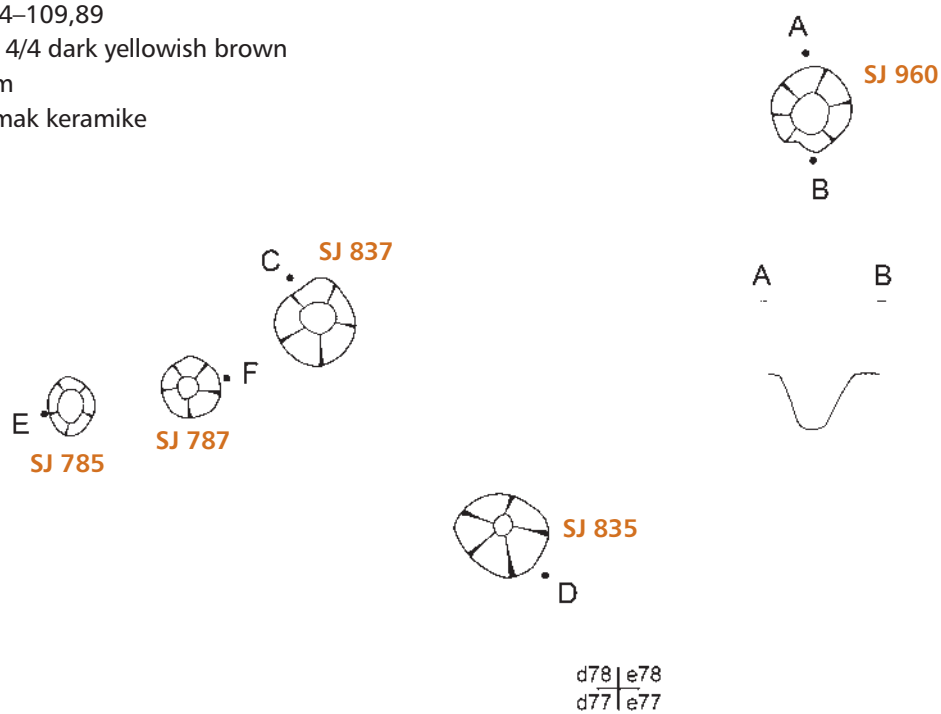 4–109,89
4/4 dark yellowish brown
m
mak keramike
A
SJ 960
B
C
SJ 837
A B
F
E
SJ 787
SJ 785
SJ 835
D
d78 e78
d77 e77